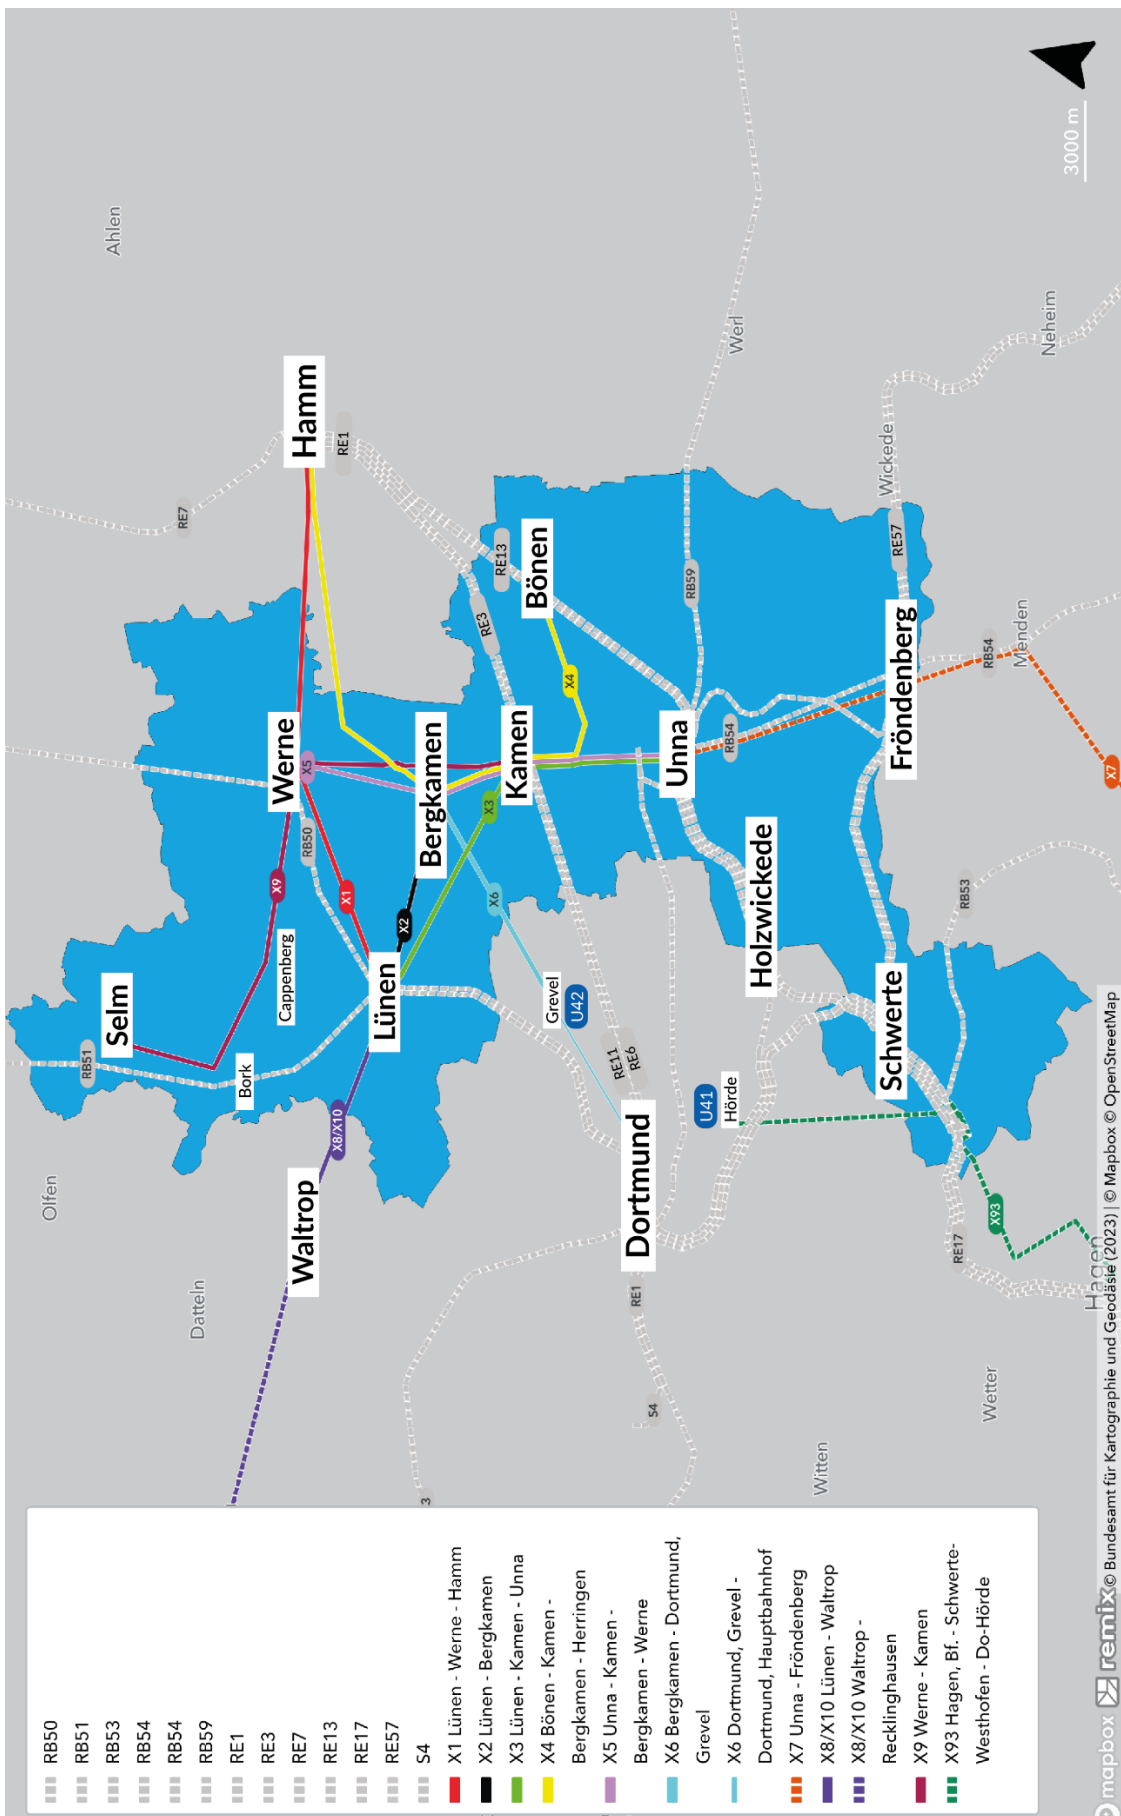 RB50
RB51
RB53
RB54
RB54
RB59
RE1
RE3
RE7
RE13
RE17
RE57
S4
X1 Lünen - Werne - Hamm
X2 Lünen - Bergkamen
X3 Lünen - Kamen - Unna
X4 Bönen - Kamen -
Bergkamen - Herringen
X5 Unna - Kamen -
Bergkamen - Werne
X6 Bergkamen - Dortmund,
Grevel
X6 Dortmund, Grevel -
Dortmund, Hauptbahnhof
X7 Unna - Fröndenberg
X8/X10 Lünen - Waltrop
X8/X10 Waltrop -
Recklinghausen
X9 Werne - Kamen
X93 Hagen, Bf. - Schwerte-
Westhofen - Do-Hörde
Olfen
Datteln
Waltrop
X8/X10
RB51
Selm
Bork
Cappenberg
X9
Lünen
X1
X2
RB50
Werne
X5
Bergkamen
X3
X6
Kamen
Ahlen
RE7
Hamm
RE1
RE3
RE13
Bönen
X4
Grevel
U42
RE11
RE6
Dortmund
RE1
S4
3
U41
Hörde
Unna
RB59
RB54
Werl
Holzwickede
Schwerte
Fröndenberg
RE57
Wickede
Neheim
RB54
Menden
X7
RB53
X93
RE17
Hagen
Witten
Wetter
3000 m
mapbox remix © Bundesamt für Kartographie und Geodäsie (2023) | © Mapbox © OpenStreetMap